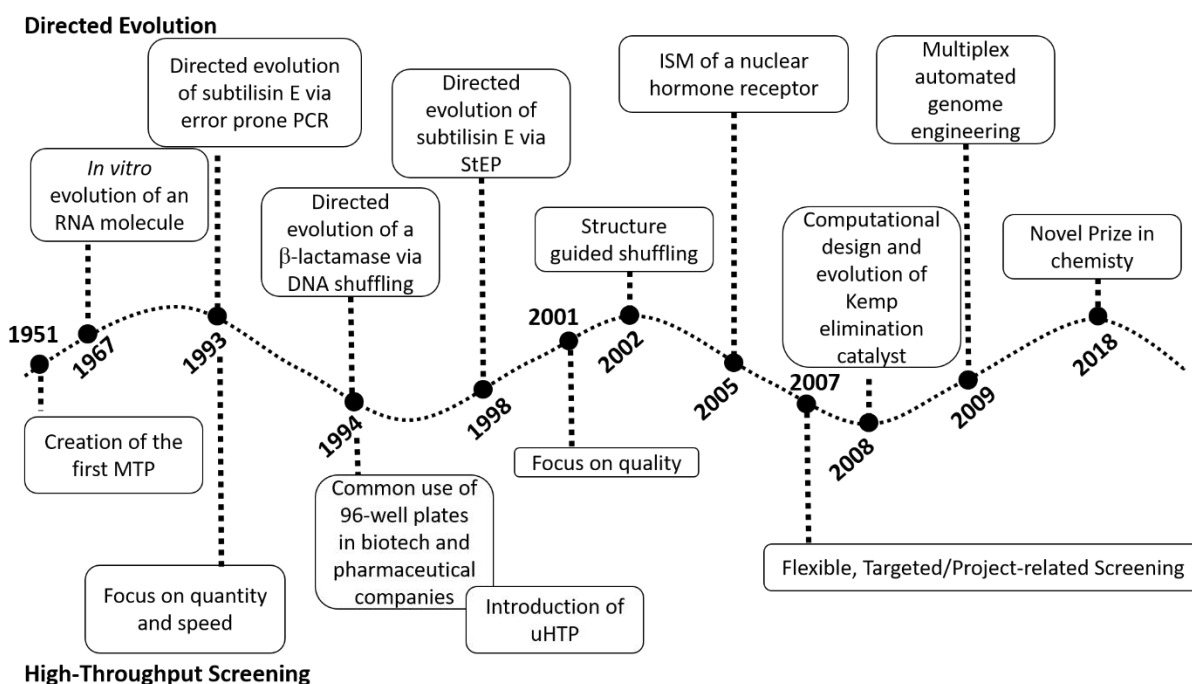 Directed Evolution
Directed evolution
of subtilisin E via
error prone PCR
In vitro
evolution of an
RNA molecule
Directed
evolution of a
β-lactamase via
DNA shuffling
Directed
evolution of
subtilisin E via
StEP
Structure
guided shuffling
ISM of a nuclear
hormone receptor
Computational
design and
evolution of
Kemp
elimination
catalyst
Multiplex
automated
genome
engineering
Novel Prize in
chemisty
1951
1967
1993
1994
1998
2001
2002
2005
2007
2008
2009
2018
Creation of the
first MTP
Focus on quantity
and speed
Common use of
96-well plates
in biotech and
pharmaceutical
companies
Introduction of
uHTP
Focus on quality
Flexible, Targeted/Project-related Screening
High-Throughput Screening